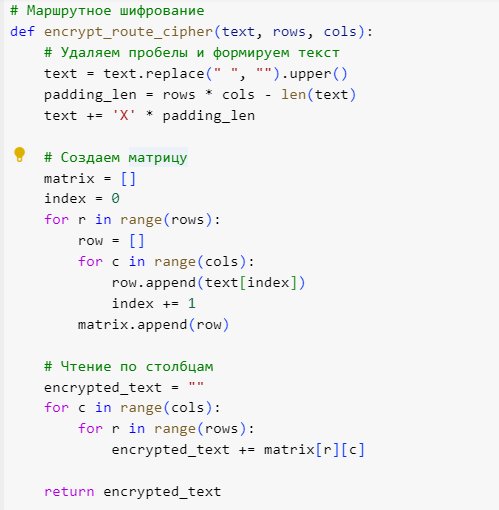 # Маршрутное шифрование
def encrypt_route_cipher(text, rows, cols):
    # Удаляем пробелы и формируем текст
    text = text.replace(" ", "").upper()
    padding_len = rows * cols - len(text)
    text += 'X' * padding_len

    # Создаем матрицу
    matrix = []
    index = 0
    for r in range(rows):
        row = []
        for c in range(cols):
            row.append(text[index])
            index += 1
        matrix.append(row)

    # Чтение по столбцам
    encrypted_text = ""
    for c in range(cols):
        for r in range(rows):
            encrypted_text += matrix[r][c]

    return encrypted_text